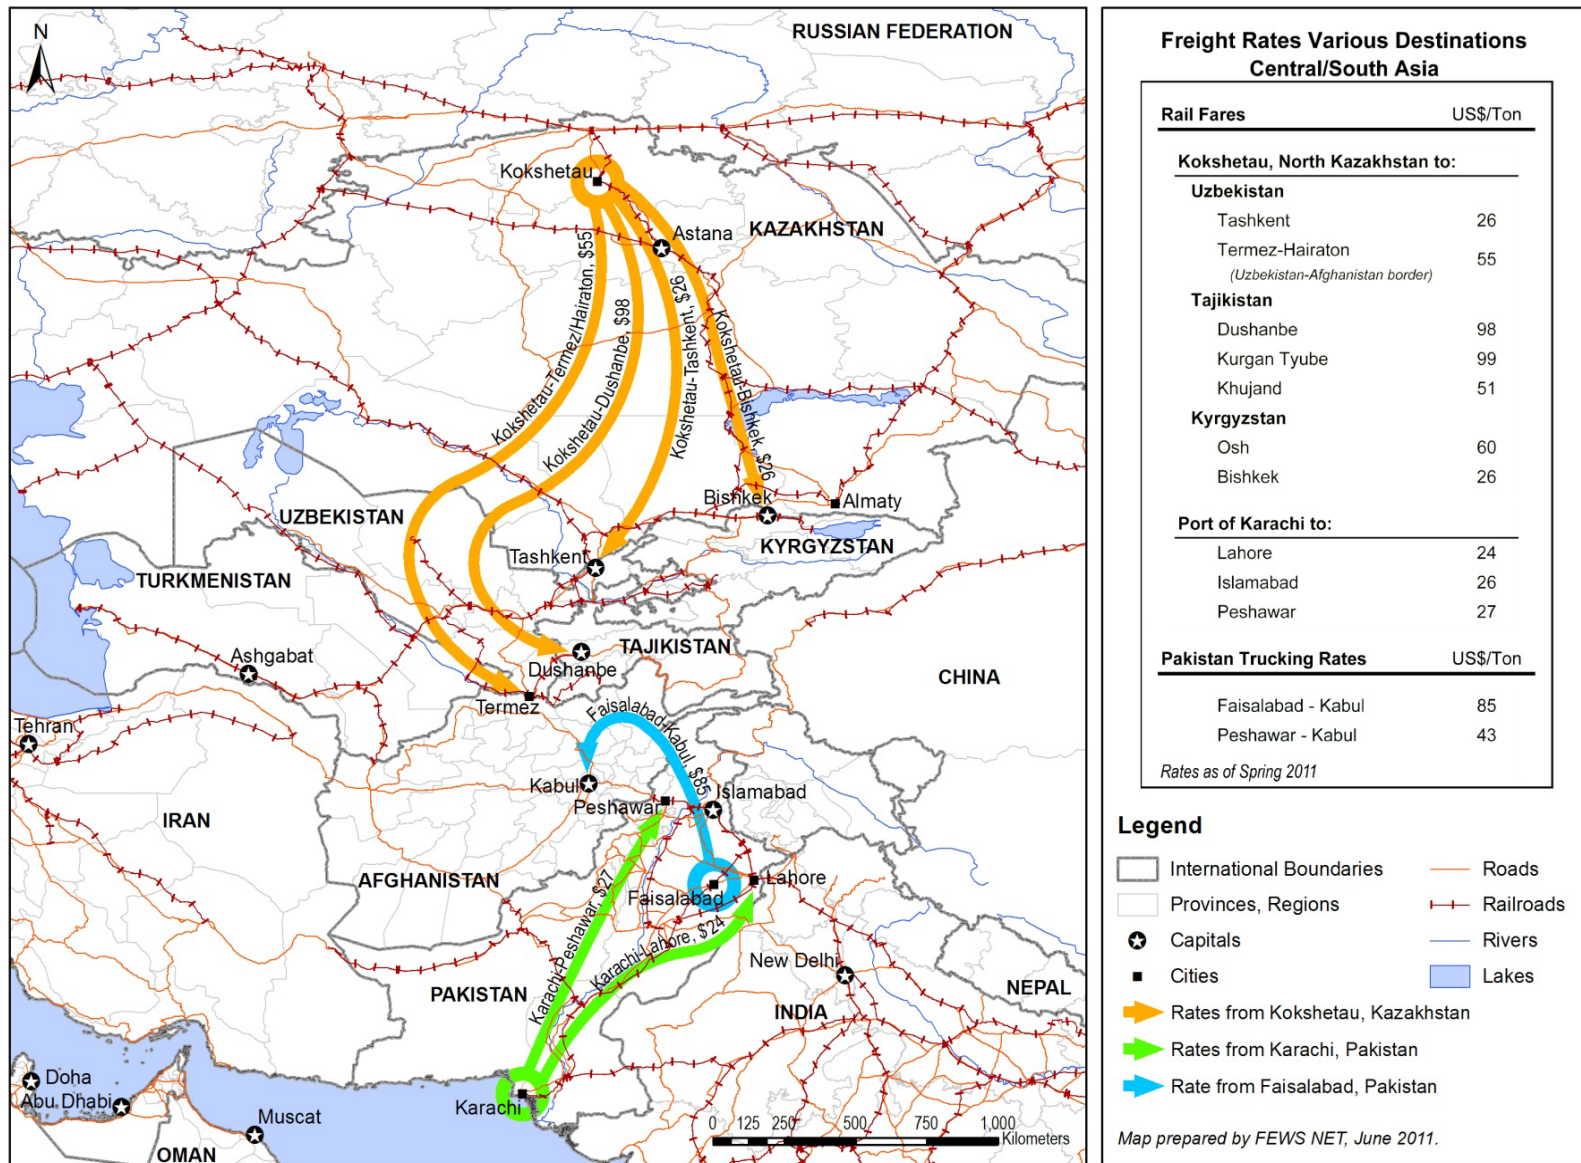 N
RUSSIAN FEDERATION
Kokshetau
Astana
KAZAKHSTAN
Kokshetau-Termez/Hairaton, $55
Kokshetau-Dushanbe, $98
Kokshetau-Tashkent, $26
Kokshetau-Bishkek, $26
Bishkek
Almaty
UZBEKISTAN
KYRGYZSTAN
Tashkent
TURKMENISTAN
TAJIKISTAN
Ashgabat
Dushanbe
CHINA
Termez
Tehran
Faisalabad-Kabul, $85
Kabul
Islamabad
Peshawar
IRAN
AFGHANISTAN
Lahore
Faisalabad
Karachi-Peshawar, $27
Karachi-Lahore, $24
New Delhi
PAKISTAN
NEPAL
INDIA
Doha
Abu Dhabi
Karachi
Muscat
OMAN
0 125 250 500 750 1,000
Kilometers
Freight Rates Various Destinations
Central/South Asia
Rail Fares US$/Ton
Kokshetau, North Kazakhstan to:
Uzbekistan
Tashkent 26
Termez-Hairaton 55
(Uzbekistan-Afghanistan border)
Tajikistan
Dushanbe 98
Kurgan Tyube 99
Khujand 51
Kyrgyzstan
Osh 60
Bishkek 26
Port of Karachi to:
Lahore 24
Islamabad 26
Peshawar 27
Pakistan Trucking Rates US$/Ton
Faisalabad - Kabul 85
Peshawar - Kabul 43
Rates as of Spring 2011
Legend
International Boundaries
Roads
Provinces, Regions
Railroads
Capitals
Rivers
Cities
Lakes
Rates from Kokshetau, Kazakhstan
Rates from Karachi, Pakistan
Rate from Faisalabad, Pakistan
Map prepared by FEWS NET, June 2011.